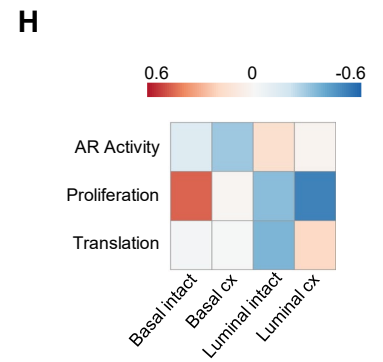 H
0.6 0 -0.6
AR Activity
Proliferation
Translation
Basal intact
Basal cx
Luminal intact
Luminal cx